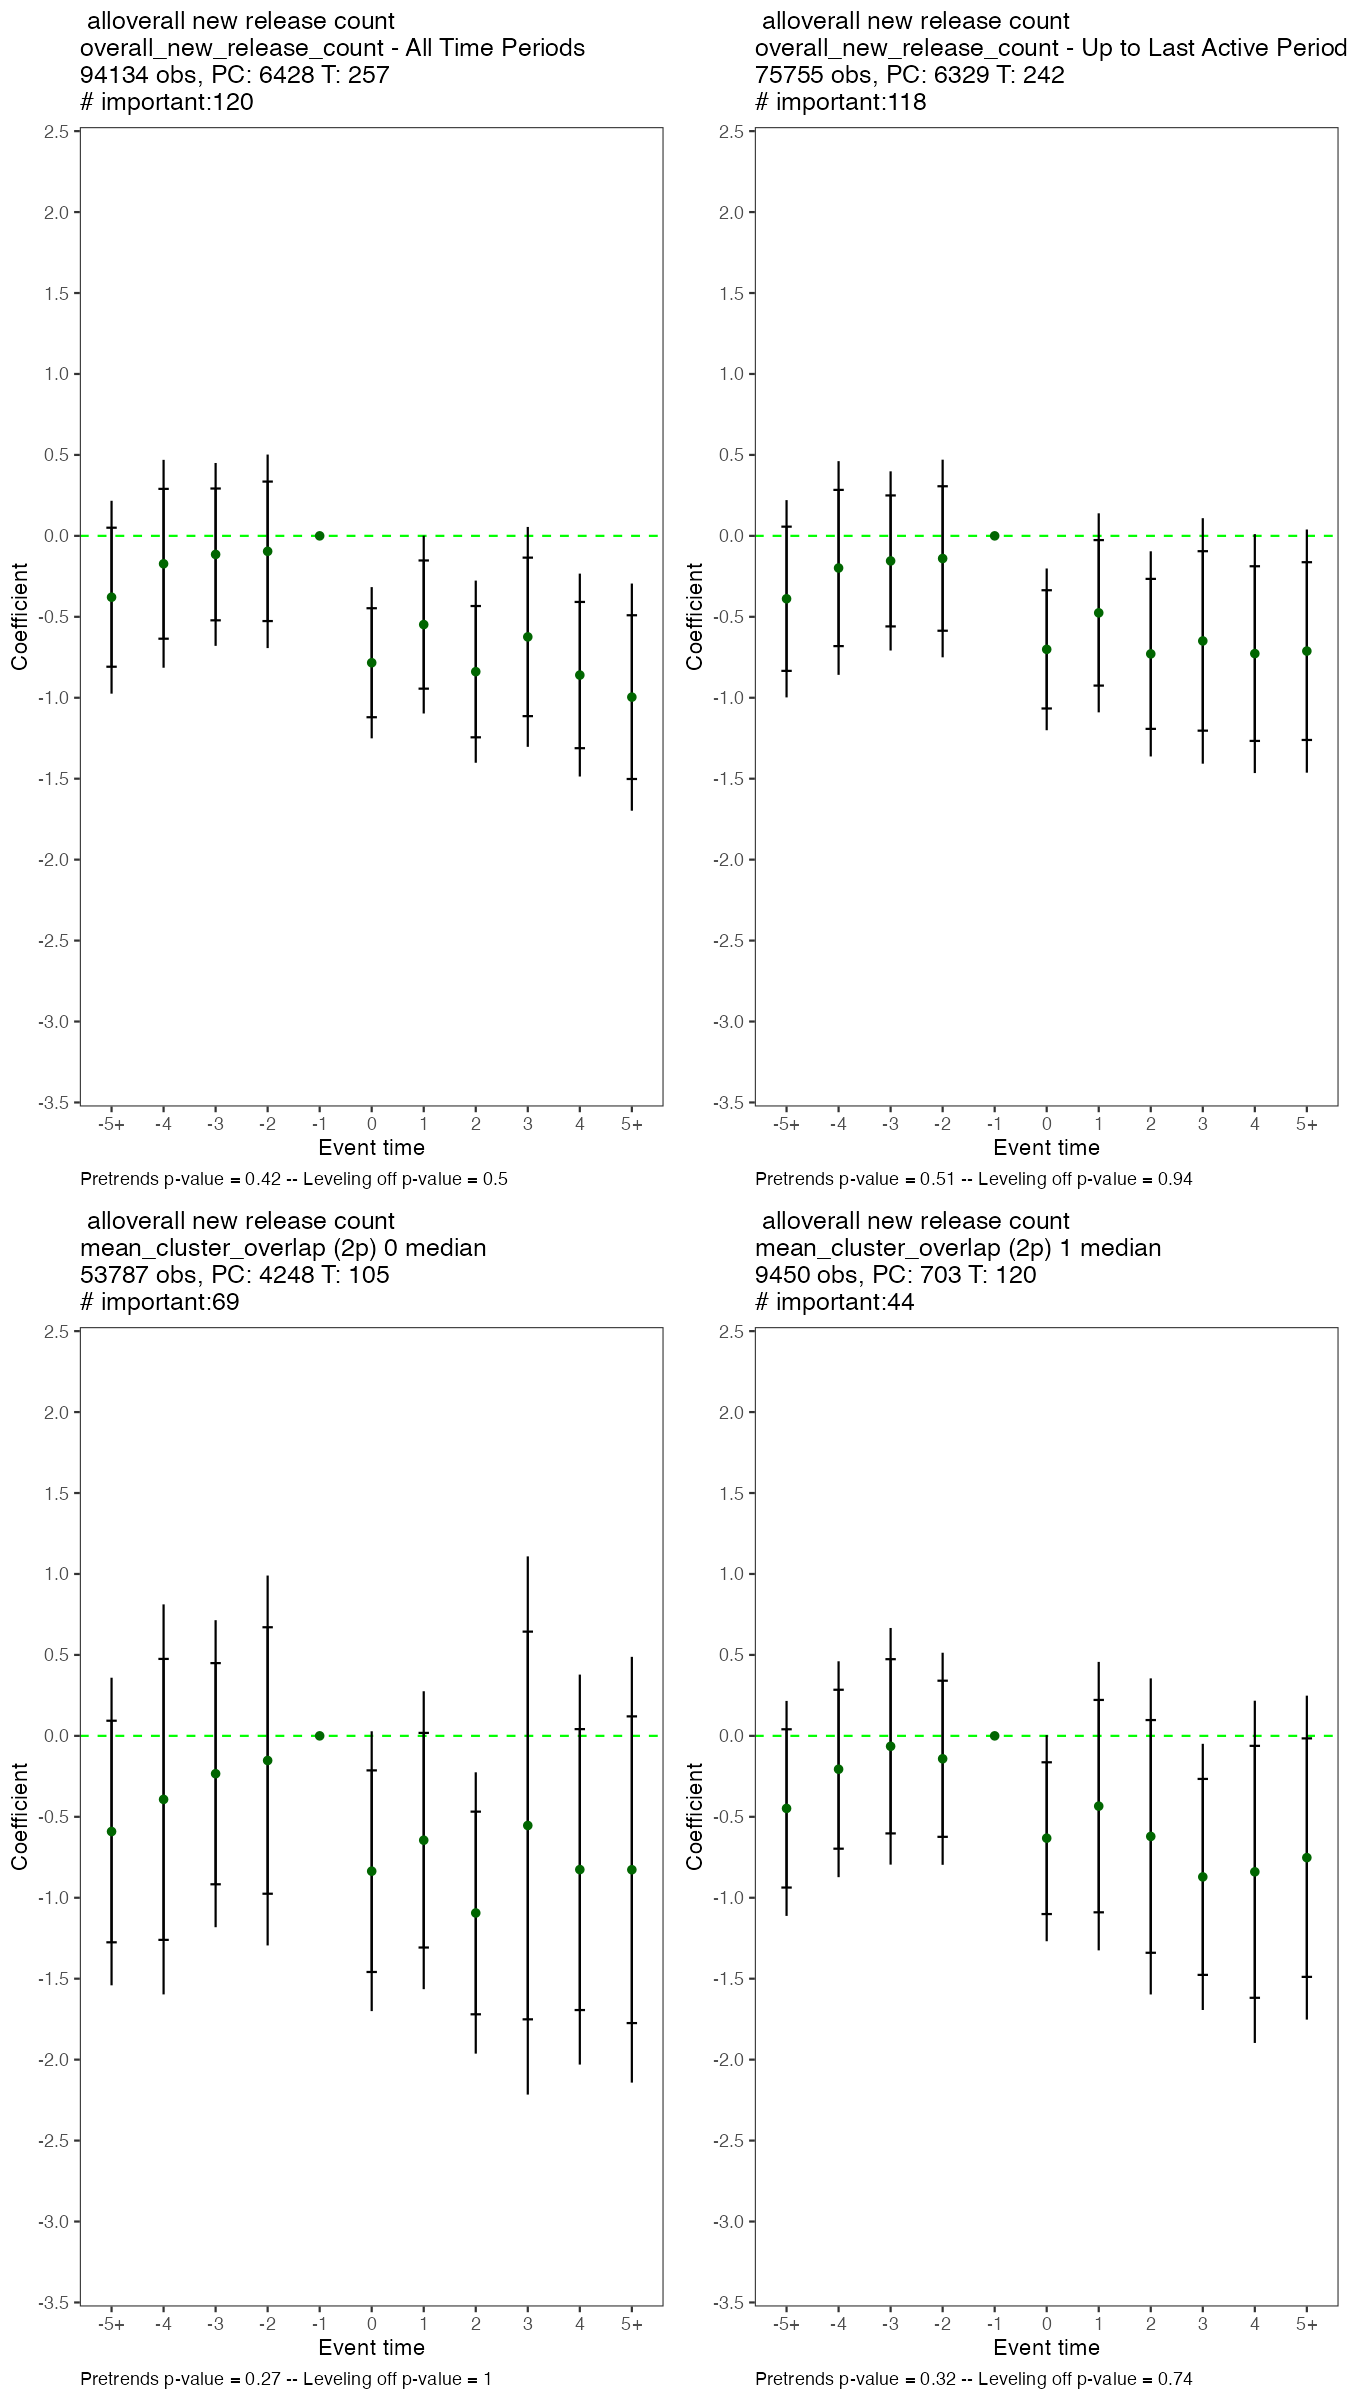 alloverall new release count
overall_new_release_count - All Time Periods
94134 obs, PC: 6428 T: 257
# important:120
2.5
2.0
1.5
1.0
0.5
0.0
-0.5
-1.0
-1.5
-2.0
-2.5
-3.0
-3.5
Coefficient
-5+ -4 -3 -2 -1 0 1 2 3 4 5+
Event time
Pretrends p-value = 0.42 -- Leveling off p-value = 0.5
alloverall new release count
overall_new_release_count - Up to Last Active Period
75755 obs, PC: 6329 T: 242
# important:118
2.5
2.0
1.5
1.0
0.5
0.0
-0.5
-1.0
-1.5
-2.0
-2.5
-3.0
-3.5
Coefficient
-5+ -4 -3 -2 -1 0 1 2 3 4 5+
Event time
Pretrends p-value = 0.51 -- Leveling off p-value = 0.94
alloverall new release count
mean_cluster_overlap (2p) 0 median
53787 obs, PC: 4248 T: 105
# important:69
2.5
2.0
1.5
1.0
0.5
0.0
-0.5
-1.0
-1.5
-2.0
-2.5
-3.0
-3.5
Coefficient
-5+ -4 -3 -2 -1 0 1 2 3 4 5+
Event time
Pretrends p-value = 0.27 -- Leveling off p-value = 1
alloverall new release count
mean_cluster_overlap (2p) 1 median
9450 obs, PC: 703 T: 120
# important:44
2.5
2.0
1.5
1.0
0.5
0.0
-0.5
-1.0
-1.5
-2.0
-2.5
-3.0
-3.5
Coefficient
-5+ -4 -3 -2 -1 0 1 2 3 4 5+
Event time
Pretrends p-value = 0.32 -- Leveling off p-value = 0.74